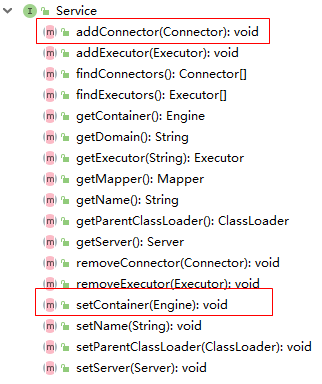 Service
addConnector(Connector): void
addExecutor(Executor): void
findConnectors(): Connector[]
findExecutors(): Executor[]
getContainer(): Engine
getDomain(): String
getExecutor(String): Executor
getMapper(): Mapper
getName(): String
getParentClassLoader(): ClassLoader
getServer(): Server
removeConnector(Connector): void
removeExecutor(Executor): void
setContainer(Engine): void
setName(String): void
setParentClassLoader(ClassLoader): void
setServer(Server): void